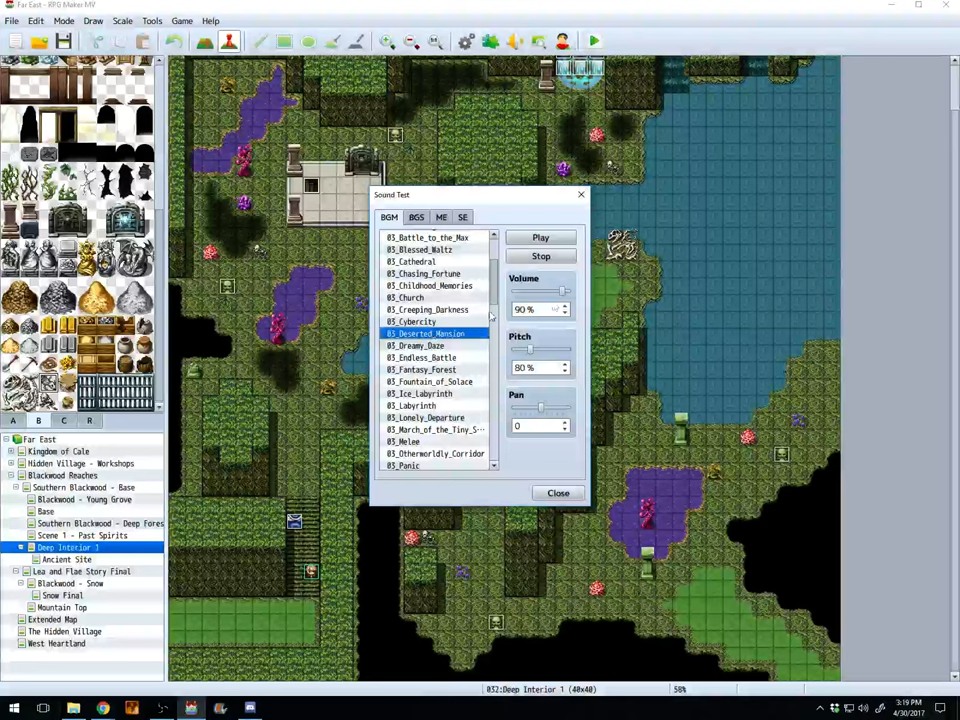 Far East - RPG Maker MV
File Edit Mode Draw Scale Tools Game Help
Sound Test
BGM BGS ME SE
03_Battle_to_the_Max
03_Blessed_Waltz
03_Cathedral
03_Chasing_Fortune
03_Childhood_Memories
03_Church
03_Creeping_Darkness
03_Cybercity
03_Deserted_Mansion
03_Dreamy_Daze
03_Endless_Battle
03_Fantasy_Forest
03_Fountain_of_Solace
03_Ice_labyrinth
03_Labyrinth
03_Lonely_Departure
03_March_of_the_Tiny_S···
03_Melee
03_Otherworldly_Corridor
03_Panic
Play
Stop
Volume
90 %
Pitch
80 %
Pan
0
Close
A B C R
Far East
Kingdom of Cale
Hidden Village - Workshops
Blackwood Reaches
Southern Blackwood - Base
Blackwood - Young Grove
Base
Southern Blackwood - Deep Fores
Scene 1 - Past Spirits
Deep Interior 1
Ancient Site
Lea and Flae Story Final
Blackwood - Snow
Snow Final
Mountain Top
Extended Map
The Hidden Village
West Heartland
032:Deep Interior 1 (40x40) 50%
3:19 PM
4/30/2017